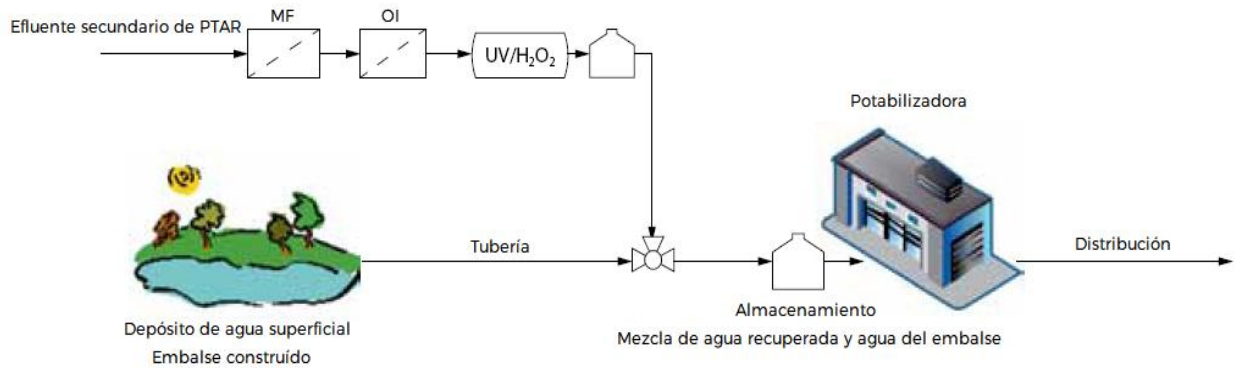 Efluente secundario de PTAR
MF
OI
UV/H₂O₂
Potabilizadora
Tubería
Distribución
Almacenamiento
Mezcla de agua recuperada y agua del embalse
Depósito de agua superficial
Embalse construído